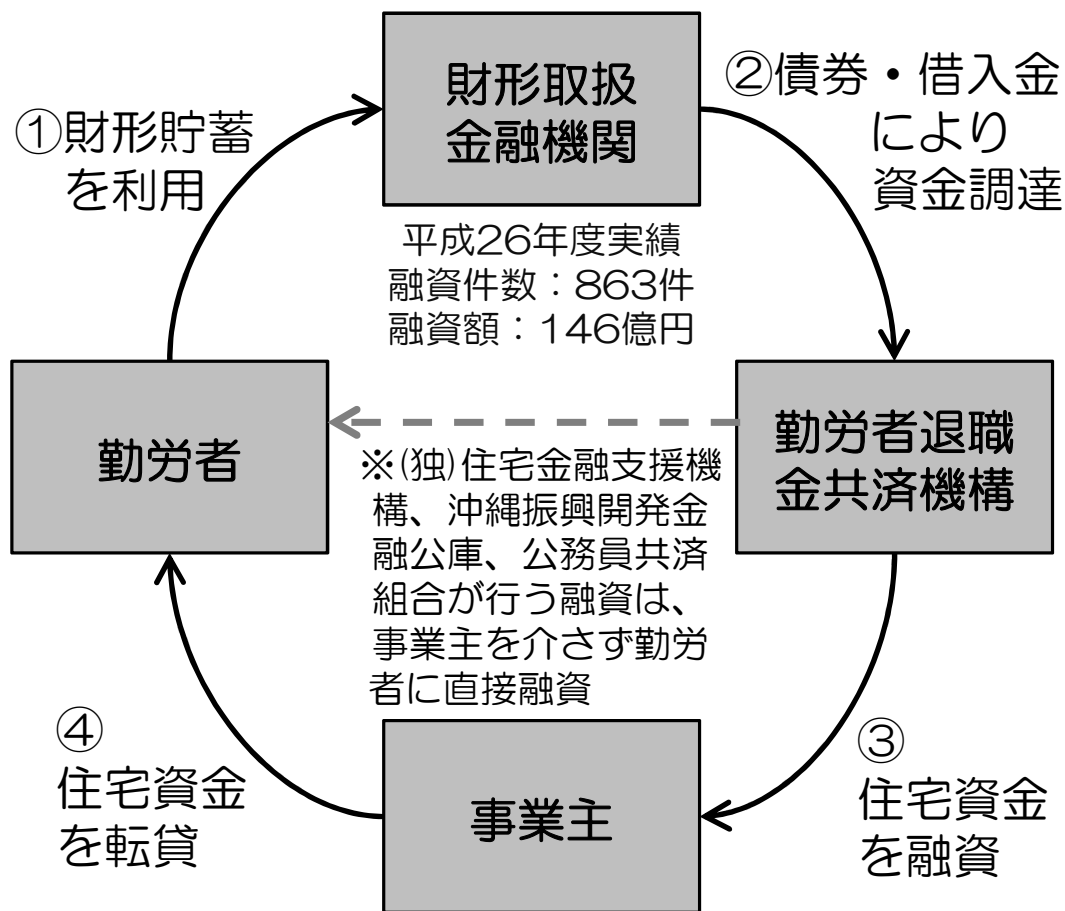 財形取扱
金融機関
①財形貯蓄
を利用
②債券・借入金
により
資金調達
平成26年度実績
融資件数：863件
融資額：146億円
勤労者
勤労者退職
金共済機構
※(独)住宅金融支援機
構、沖縄振興開発金
融公庫、公務員共済
組合が行う融資は、
事業主を介さず勤労
者に直接融資
④
住宅資金
を転貸
事業主
③
住宅資金
を融資